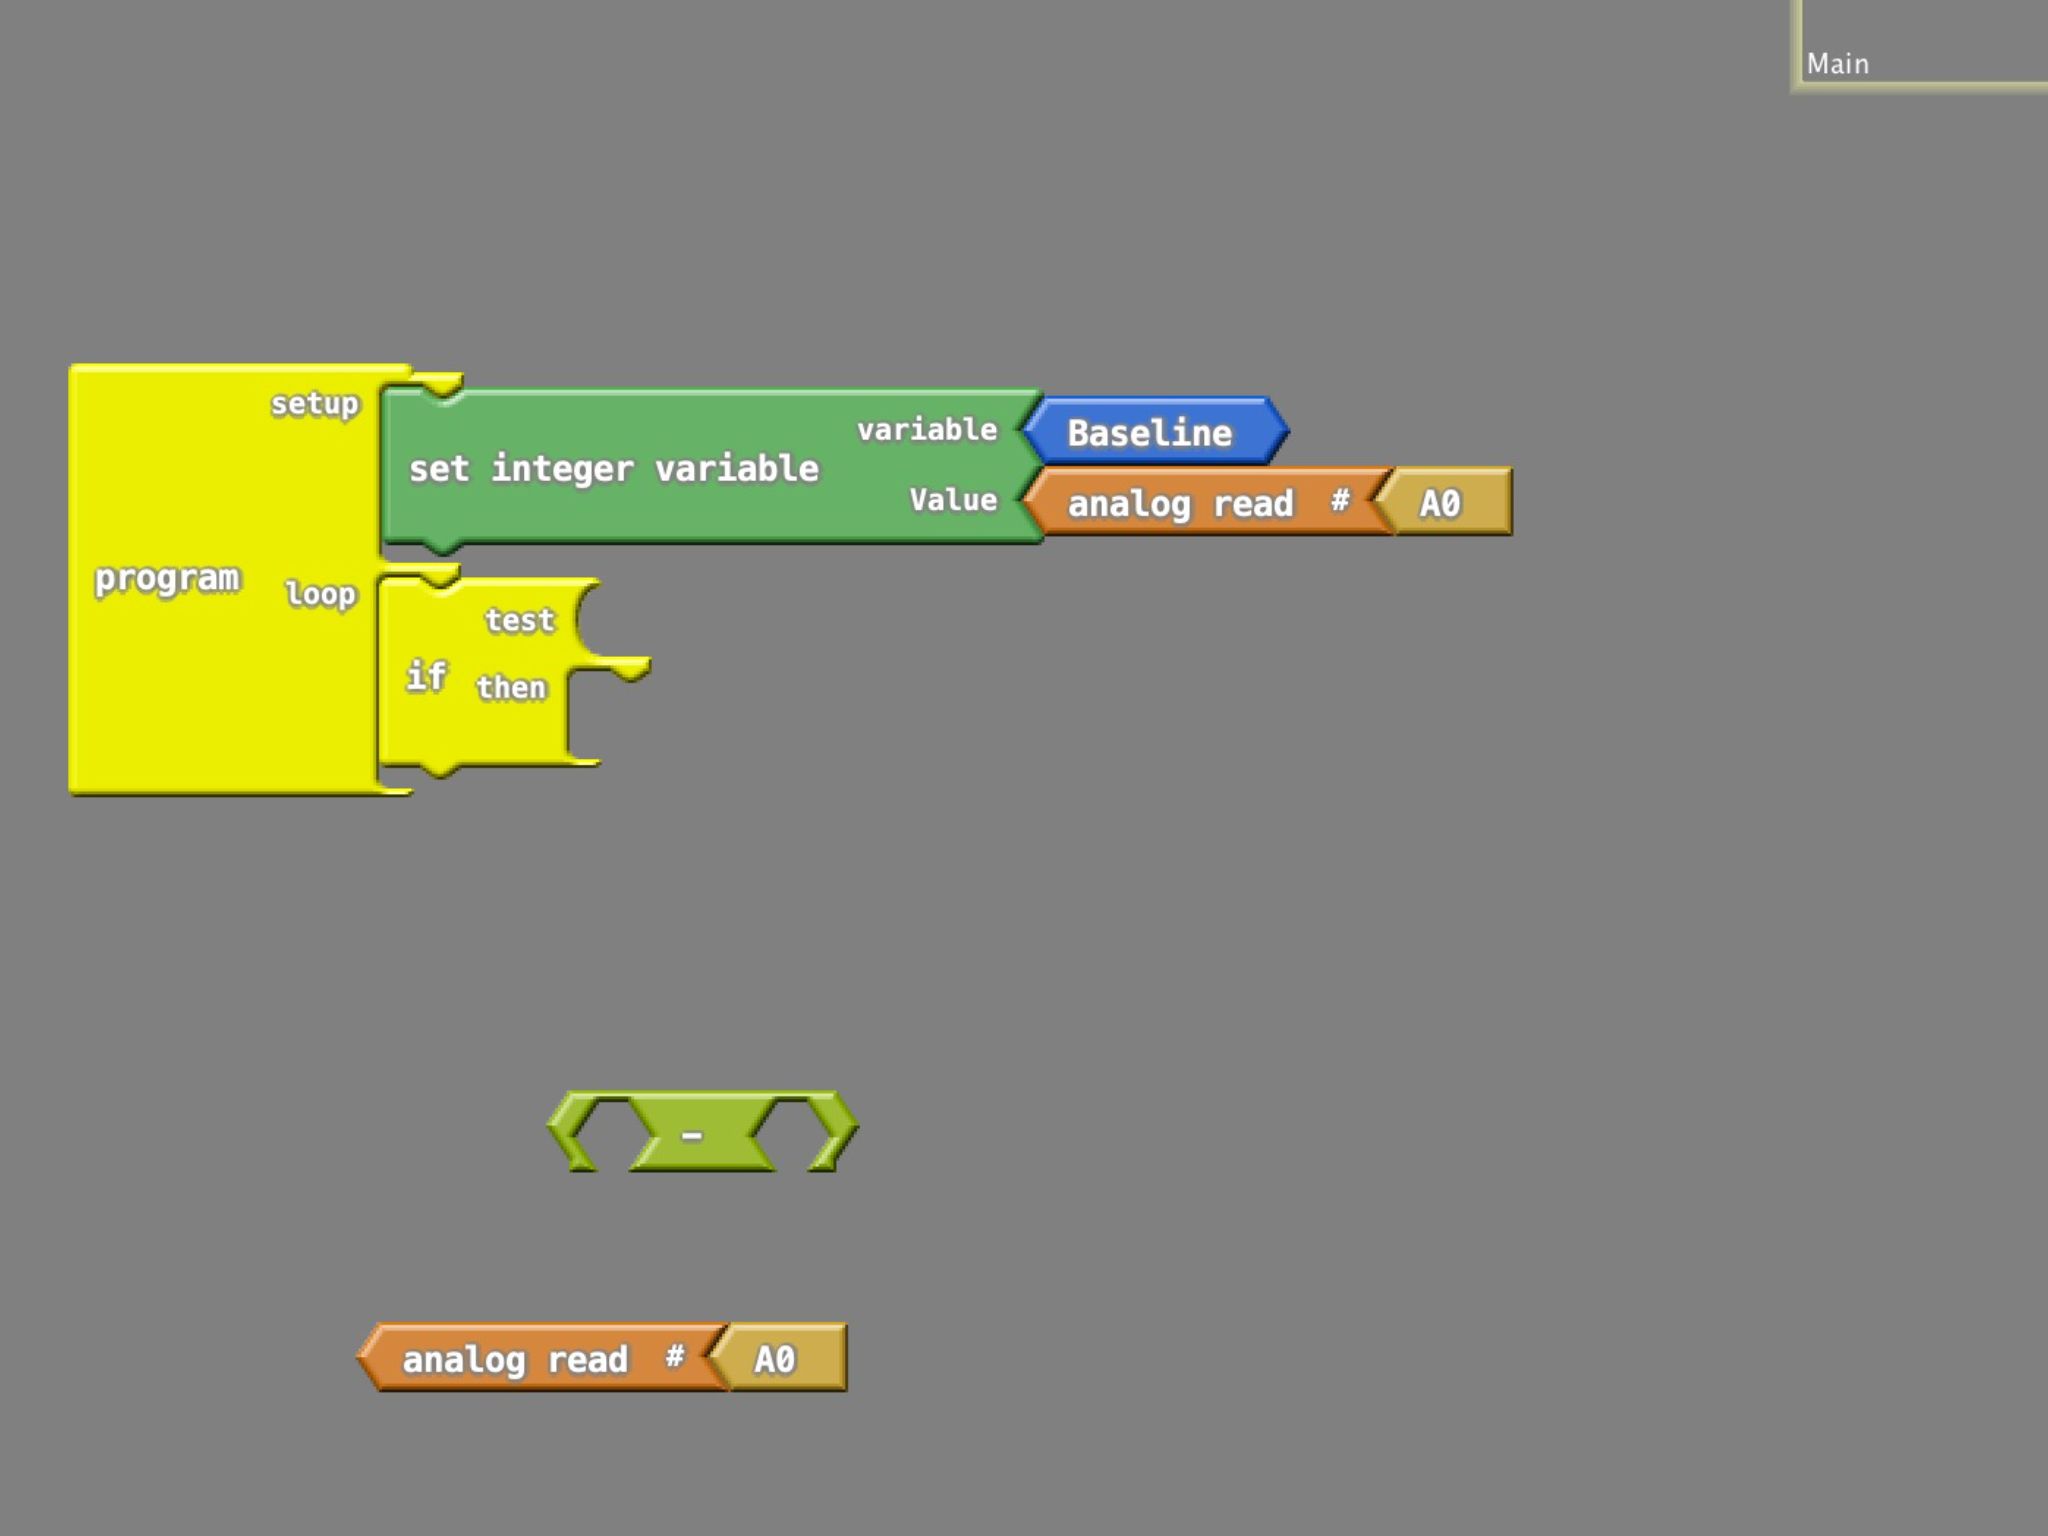 Main
setup
set integer variable
variable
Baseline
Value
analog read # A0
program
loop
if
test
then
-
analog read # A0